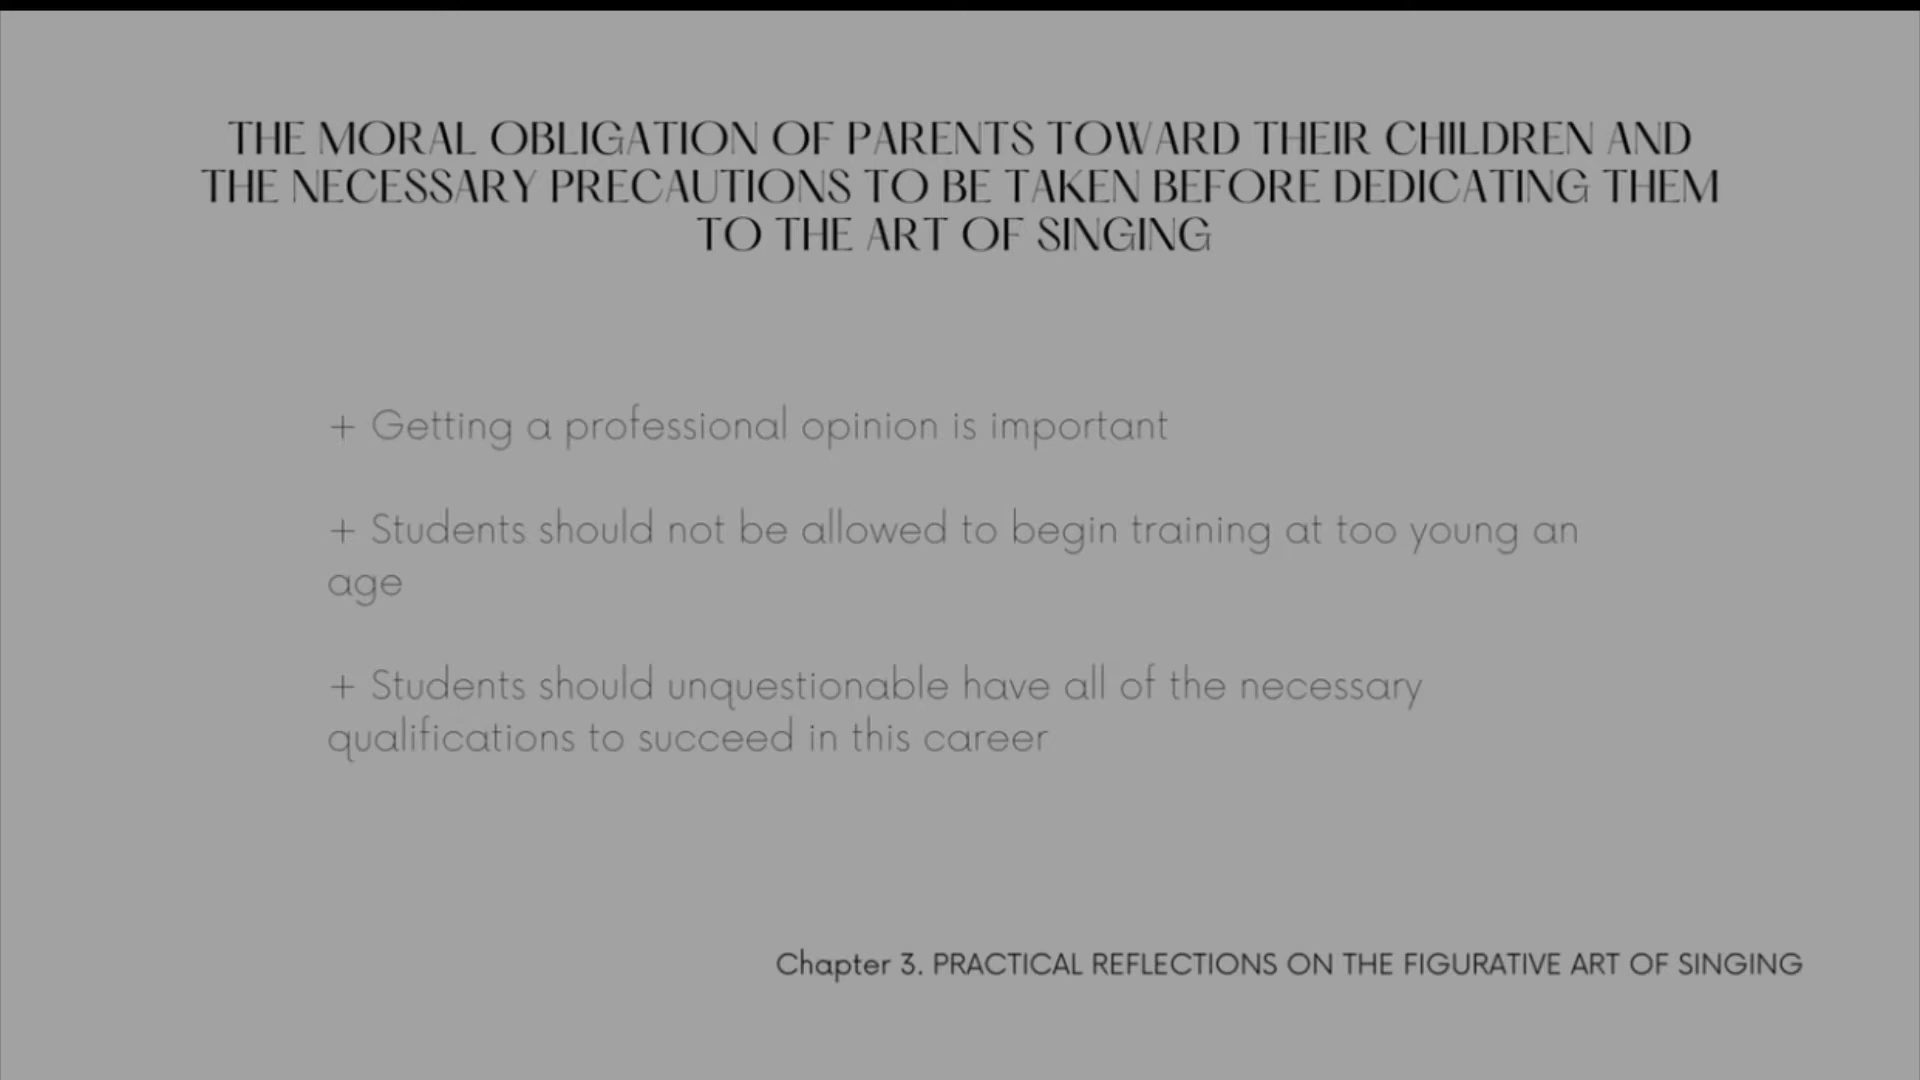 THE MORAL OBLIGATION OF PARENTS TOWARD THEIR CHILDREN AND
THE NECESSARY PRECAUTIONS TO BE TAKEN BEFORE DEDICATING THEM
TO THE ART OF SINGING
+ Getting a professional opinion is important
+ Students should not be allowed to begin training at too young an
age
+ Students should unquestionable have all of the necessary
qualifications to succeed in this career
Chapter 3. PRACTICAL REFLECTIONS ON THE FIGURATIVE ART OF SINGING